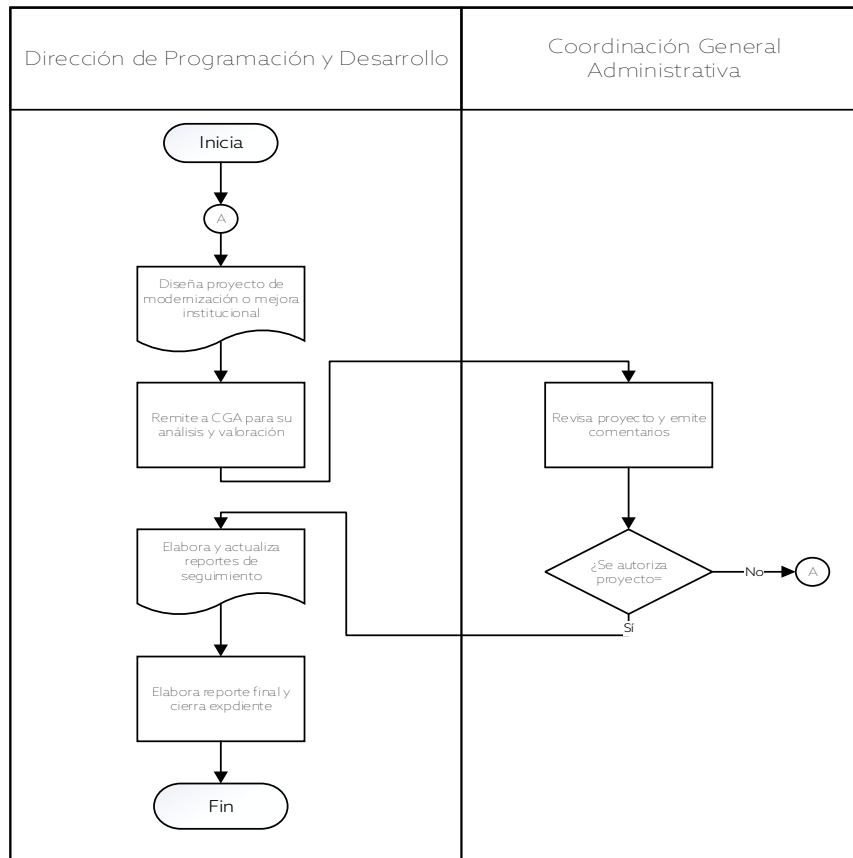 Dirección de Programación y Desarrollo
Coordinación General
Administrativa
Inicia
A
Diseña proyecto de
modernización o mejora
institucional
Remite a CGA para su
análisis y valoración
Revisa proyecto y emite
comentarios
¿Se autoriza
proyecto=
No
A
Sí
Elabora y actualiza
reportes de
seguimiento
Elabora reporte final y
cierra expdiente
Fin